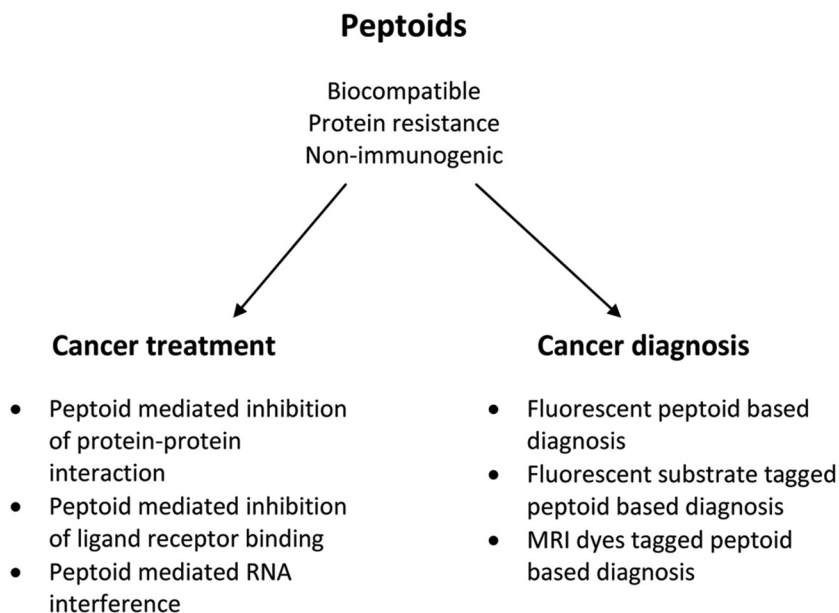 Peptoids
Biocompatible
Protein resistance
Non-immunogenic
Cancer treatment
• Peptoid mediated inhibition
of protein-protein
interaction
• Peptoid mediated inhibition
of ligand receptor binding
• Peptoid mediated RNA
interference
Cancer diagnosis
• Fluorescent peptoid based
diagnosis
• Fluorescent substrate tagged
peptoid based diagnosis
• MRI dyes tagged peptoid
based diagnosis